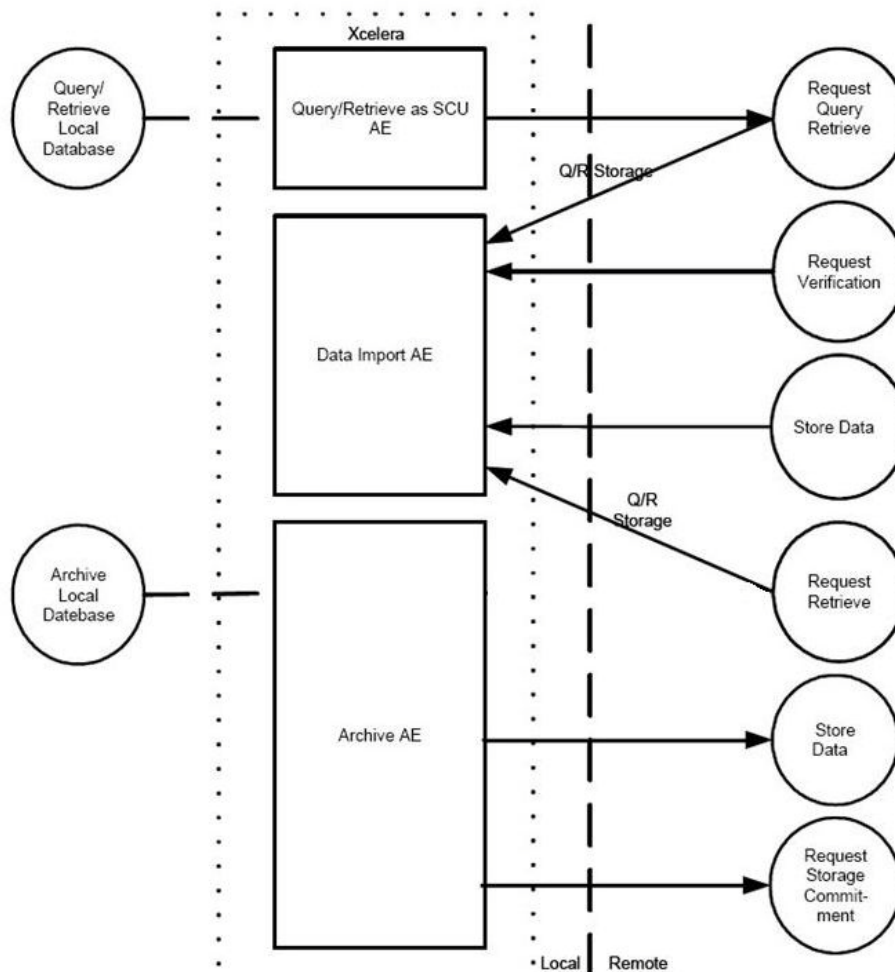 Xcelera
Query/
Retrieve
Local
Database
Query/Retrieve as SCU
AE
Request
Query
Retrieve
Q/R Storage
Request
Verification
Data Import AE
Store Data
Q/R
Storage
Archive
Local
Datebase
Request
Retrieve
Archive AE
Store
Data
Request
Storage
Commit-
ment
Local
Remote